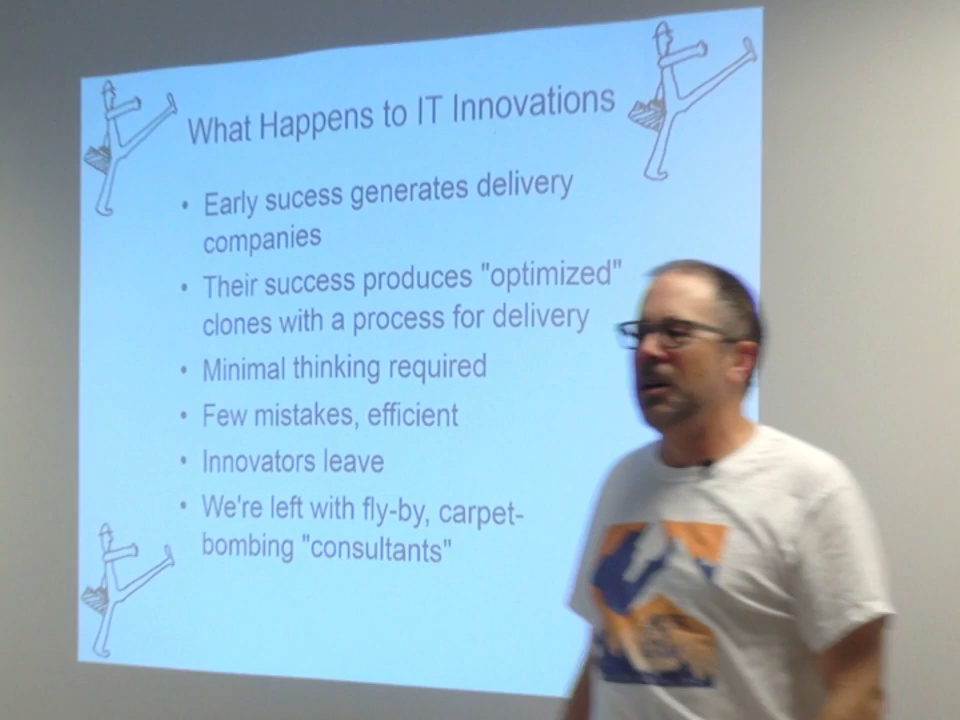 What Happens to IT Innovations
• Early sucess generates delivery
companies
• Their success produces "optimized"
clones with a process for delivery
• Minimal thinking required
• Few mistakes, efficient
• Innovators leave
• We're left with fly-by, carpet-
bombing "consultants"